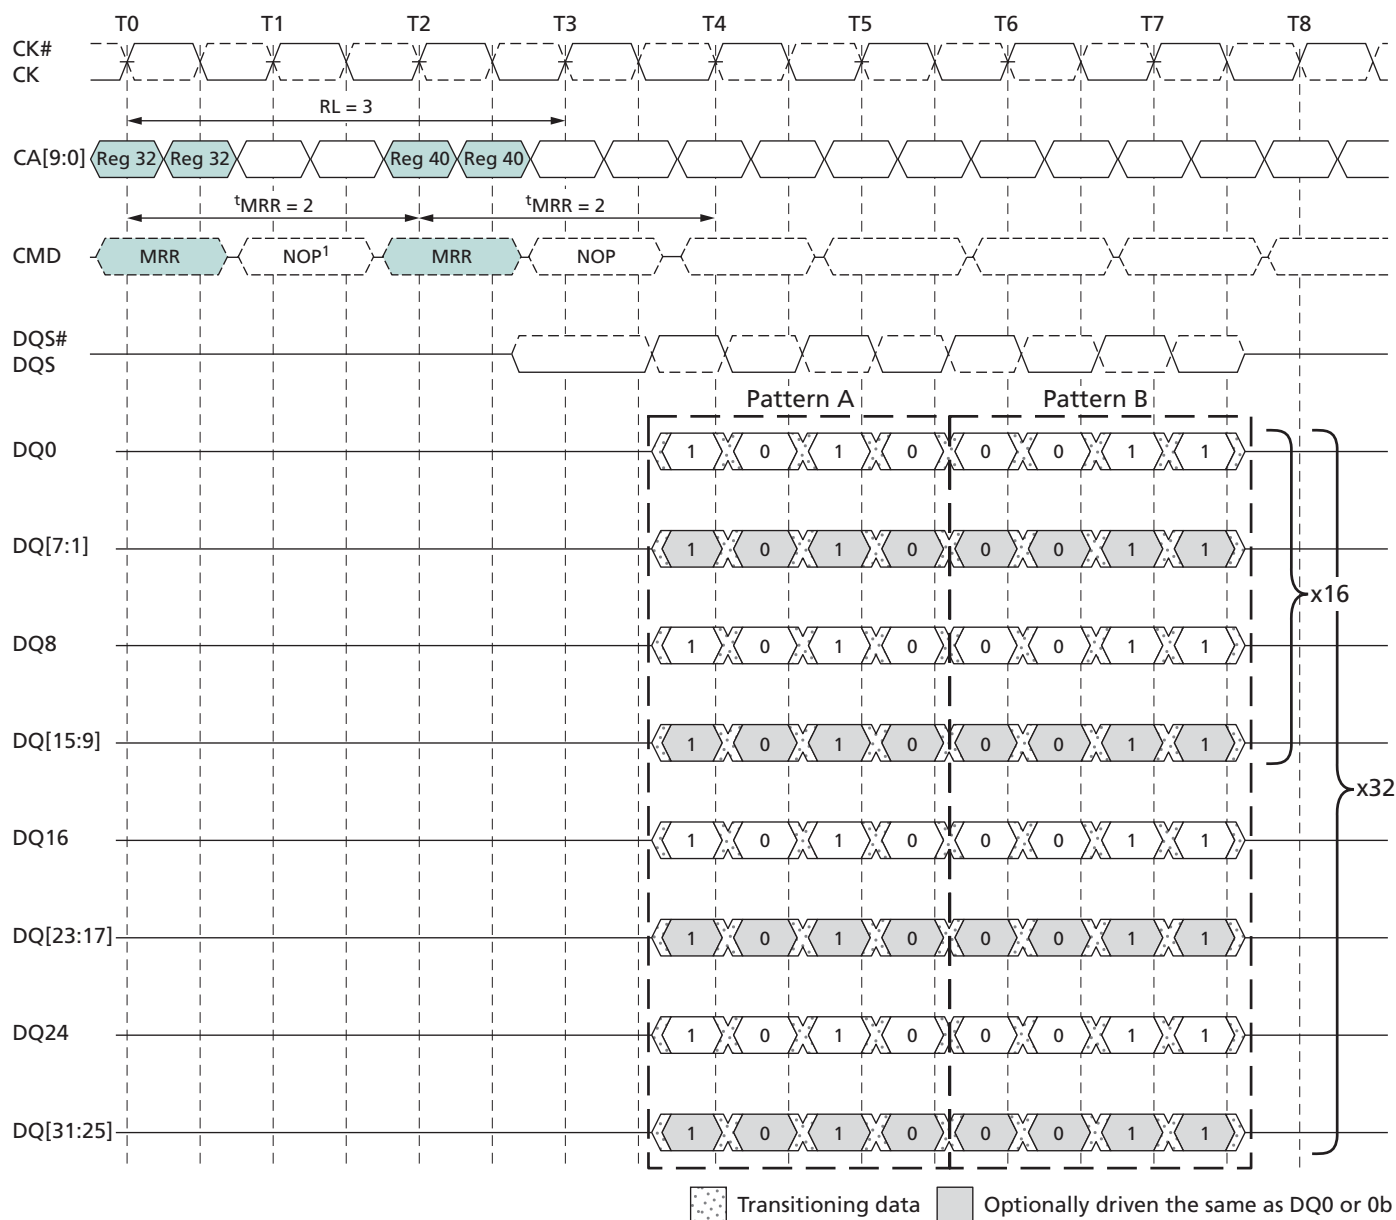 T0 T1 T2 T3 T4 T5 T6 T7 T8
CK#
CK
RL = 3
CA[9:0] Reg 32 Reg 32 Reg 40 Reg 40
tMRR = 2 tMRR = 2
CMD MRR NOP1 MRR NOP
DQS#
DQS
Pattern A Pattern B
DQ0 1 0 1 0 0 0 1 1
DQ[7:1] 1 0 1 0 0 0 1 1
x16
DQ8 1 0 1 0 0 0 1 1
DQ[15:9] 1 0 1 0 0 0 1 1
x32
DQ16 1 0 1 0 0 0 1 1
DQ[23:17] 1 0 1 0 0 0 1 1
DQ24 1 0 1 0 0 0 1 1
DQ[31:25] 1 0 1 0 0 0 1 1
Transitioning data Optionally driven the same as DQ0 or 0b